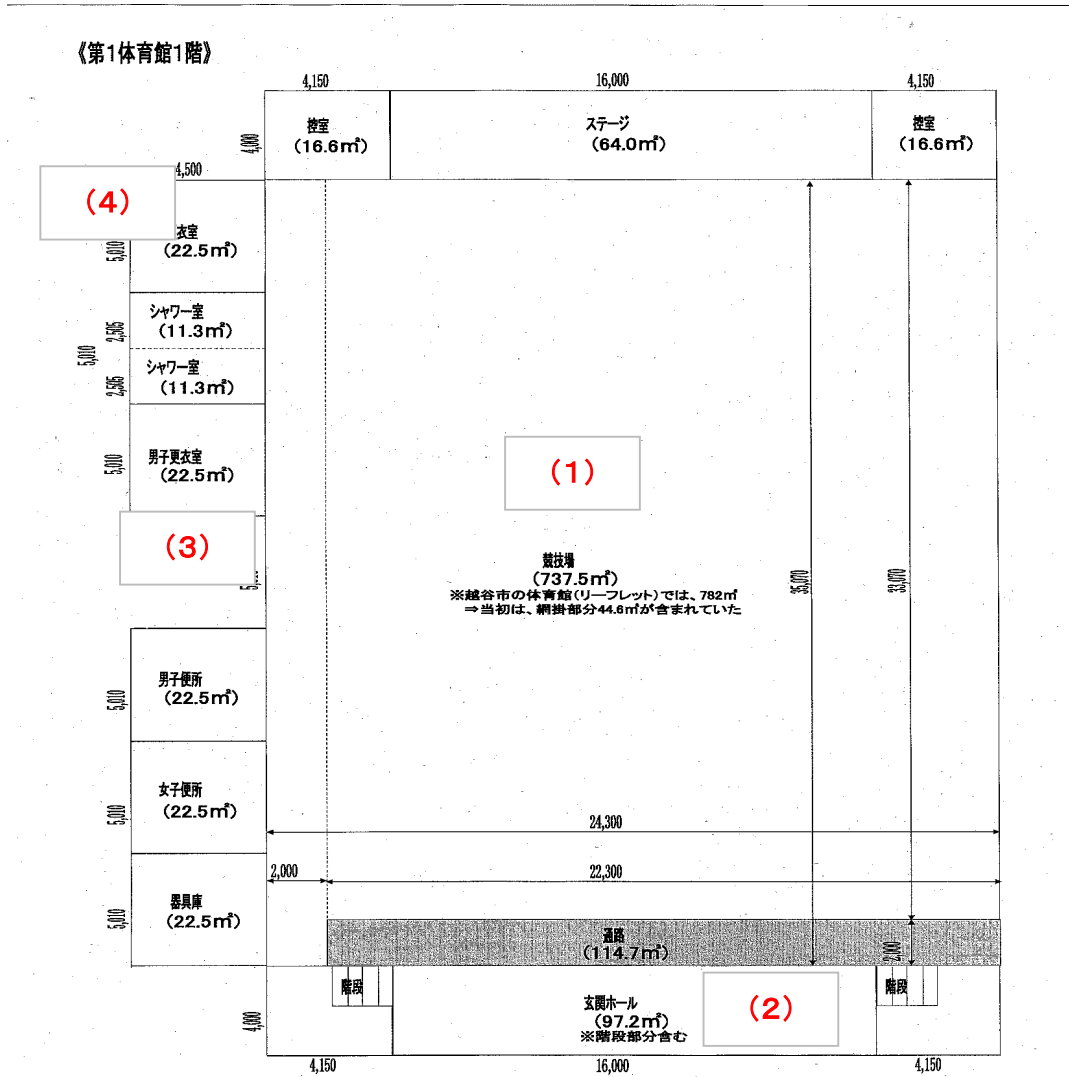 《第1体育館1階》
4,150
16,000
4,150
控室
(16.6㎡)
ステージ
(64.0㎡)
控室
(16.6㎡)
4,000
4,500
(4)
衣室
(22.5㎡)
5,010
シャワー室
(11.3㎡)
2,505
5,010
シャワー室
(11.3㎡)
2,505
男子更衣室
(22.5㎡)
5,010
(1)
(3)
競技場
(737.5㎡)
※越谷市の体育館(リーフレット)では、782㎡
⇒当初は、網掛部分44.6㎡が含まれていた
35,070
33,070
男子便所
(22.5㎡)
5,010
女子便所
(22.5㎡)
5,010
24,300
2,000
22,300
器具庫
(22.5㎡)
5,010
通路
(114.7㎡)
2,000
階段
階段
玄関ホール
(97.2㎡)
※階段部分含む
(2)
4,000
4,150
16,000
4,150